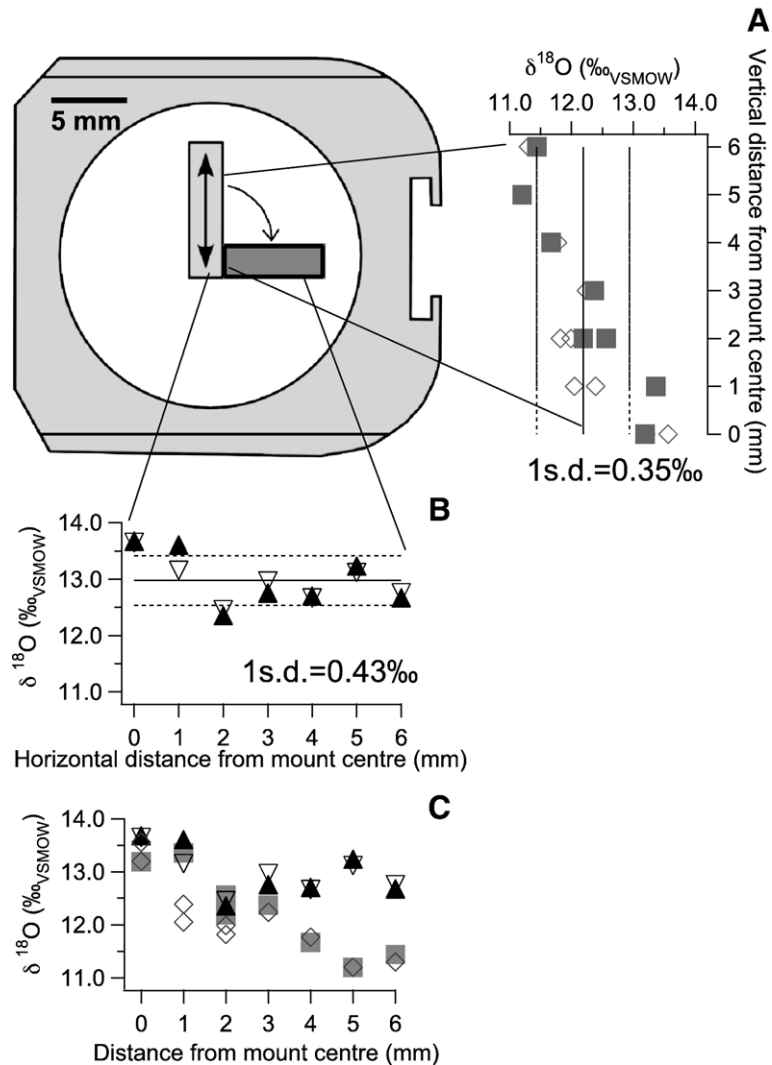 A
δ18O (‰VSMOW)
11.0 12.0 13.0 14.0
5 mm
6
5
4
3
2
1
0
Vertical distance from mount centre (mm)
1s.d.=0.35‰
B
14.0
13.0
12.0
11.0
δ 18O (‰VSMOW)
1s.d.=0.43‰
0 1 2 3 4 5 6
Horizontal distance from mount centre (mm)
C
14.0
13.0
12.0
11.0
δ 18O (‰VSMOW)
0 1 2 3 4 5 6
Distance from mount centre (mm)